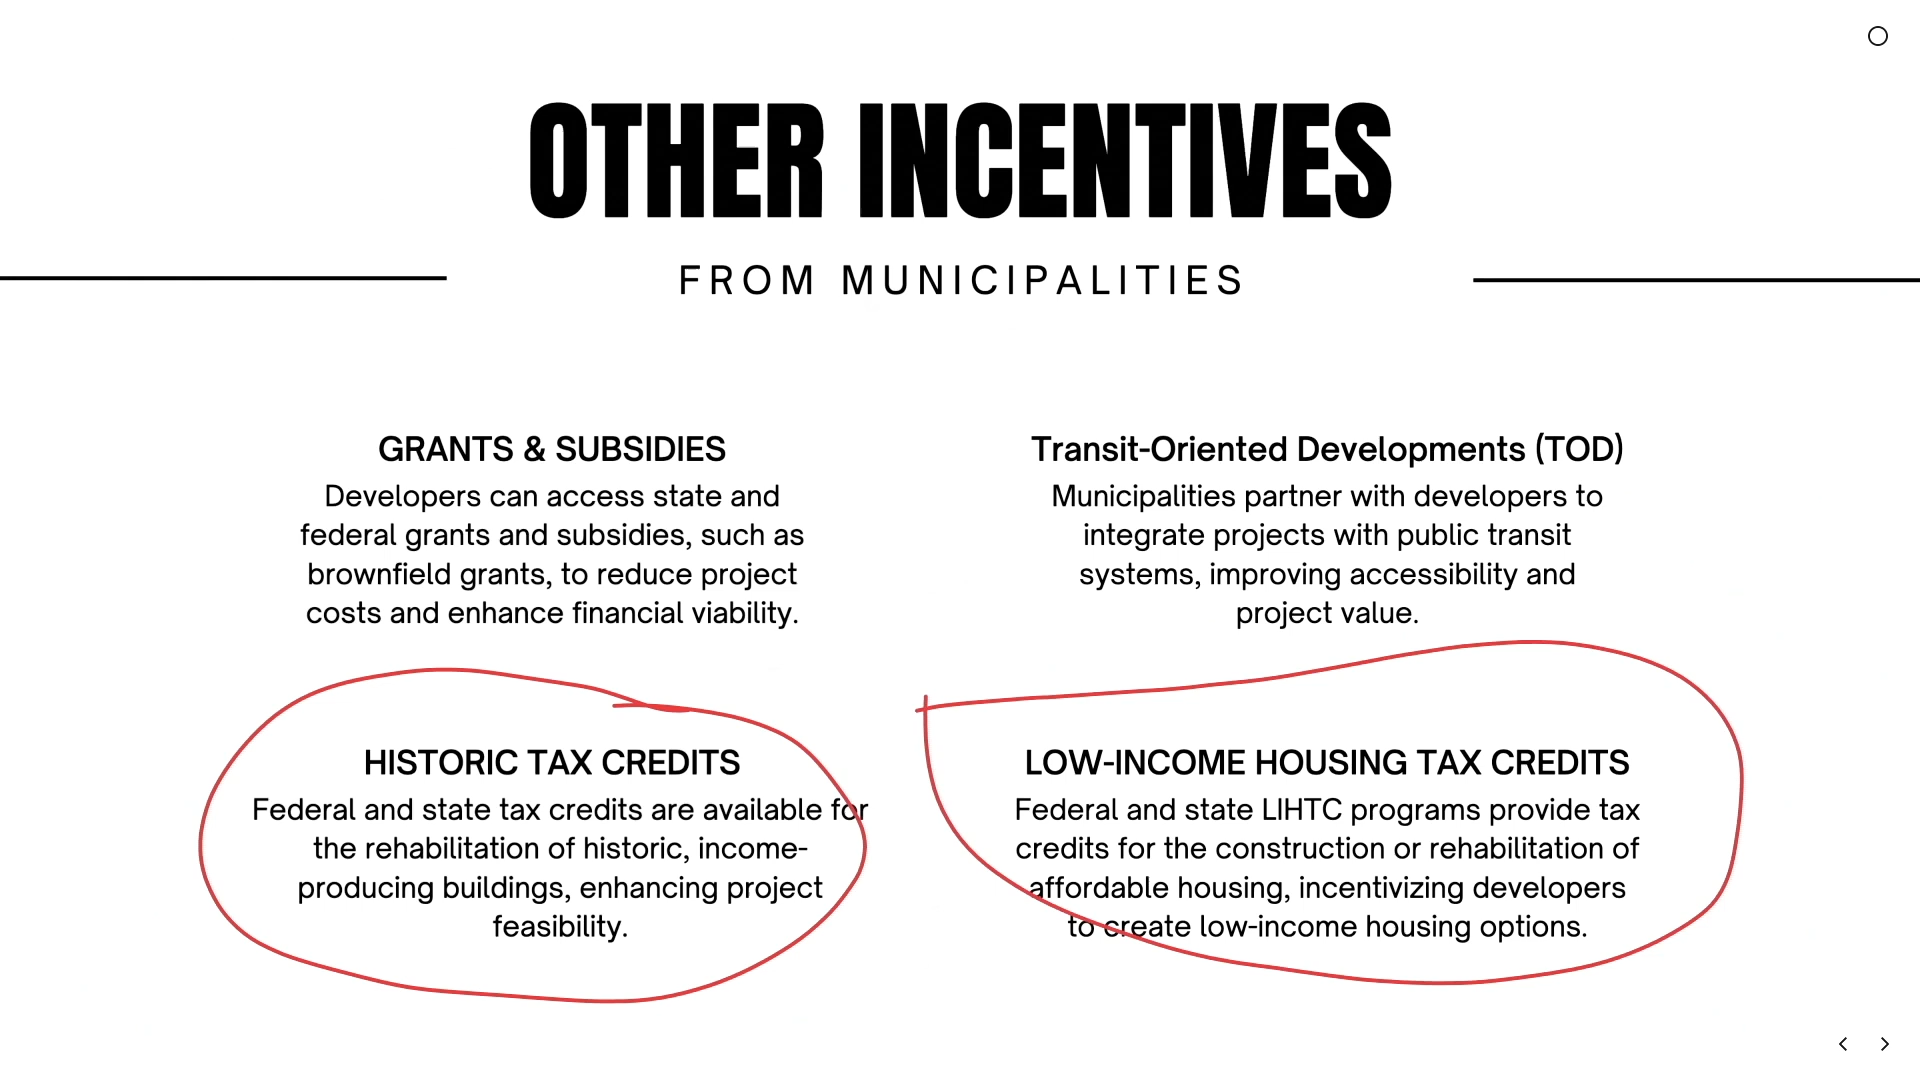 OTHER INCENTIVES
FROM MUNICIPALITIES
GRANTS & SUBSIDIES
Developers can access state and
federal grants and subsidies, such as
brownfield grants, to reduce project
costs and enhance financial viability.
Transit-Oriented Developments (TOD)
Municipalities partner with developers to
integrate projects with public transit
systems, improving accessibility and
project value.
HISTORIC TAX CREDITS
Federal and state tax credits are available for
the rehabilitation of historic, income-
producing buildings, enhancing project
feasibility.
LOW-INCOME HOUSING TAX CREDITS
Federal and state LIHTC programs provide tax
credits for the construction or rehabilitation of
affordable housing, incentivizing developers
to create low-income housing options.